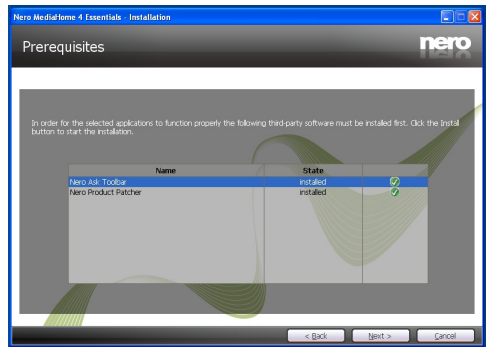 Nero MediaHome 4 Essentials - Installation
Prerequisites
nero
In order for the selected applications to function properly the following third-party software must be installed first. Click the Install
button to start the installation.
Name State
Nero Ask Toolbar installed
Nero Product Patcher installed
< Back Next > Cancel